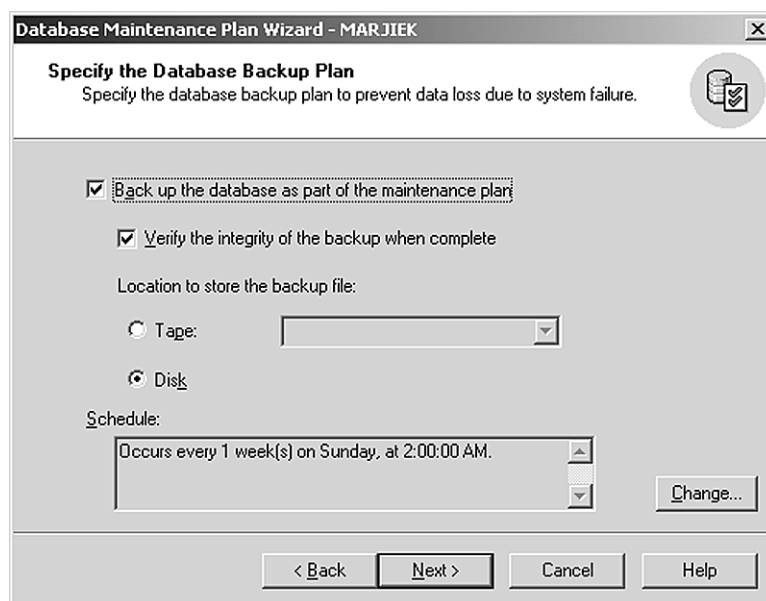 Database Maintenance Plan Wizard - MARJIEK
Specify the Database Backup Plan
Specify the database backup plan to prevent data loss due to system failure.
Back up the database as part of the maintenance plan
Verify the integrity of the backup when complete
Location to store the backup file:
Tape:
Disk
Schedule:
Occurs every 1 week(s) on Sunday, at 2:00:00 AM.
Change...
< Back
Next >
Cancel
Help